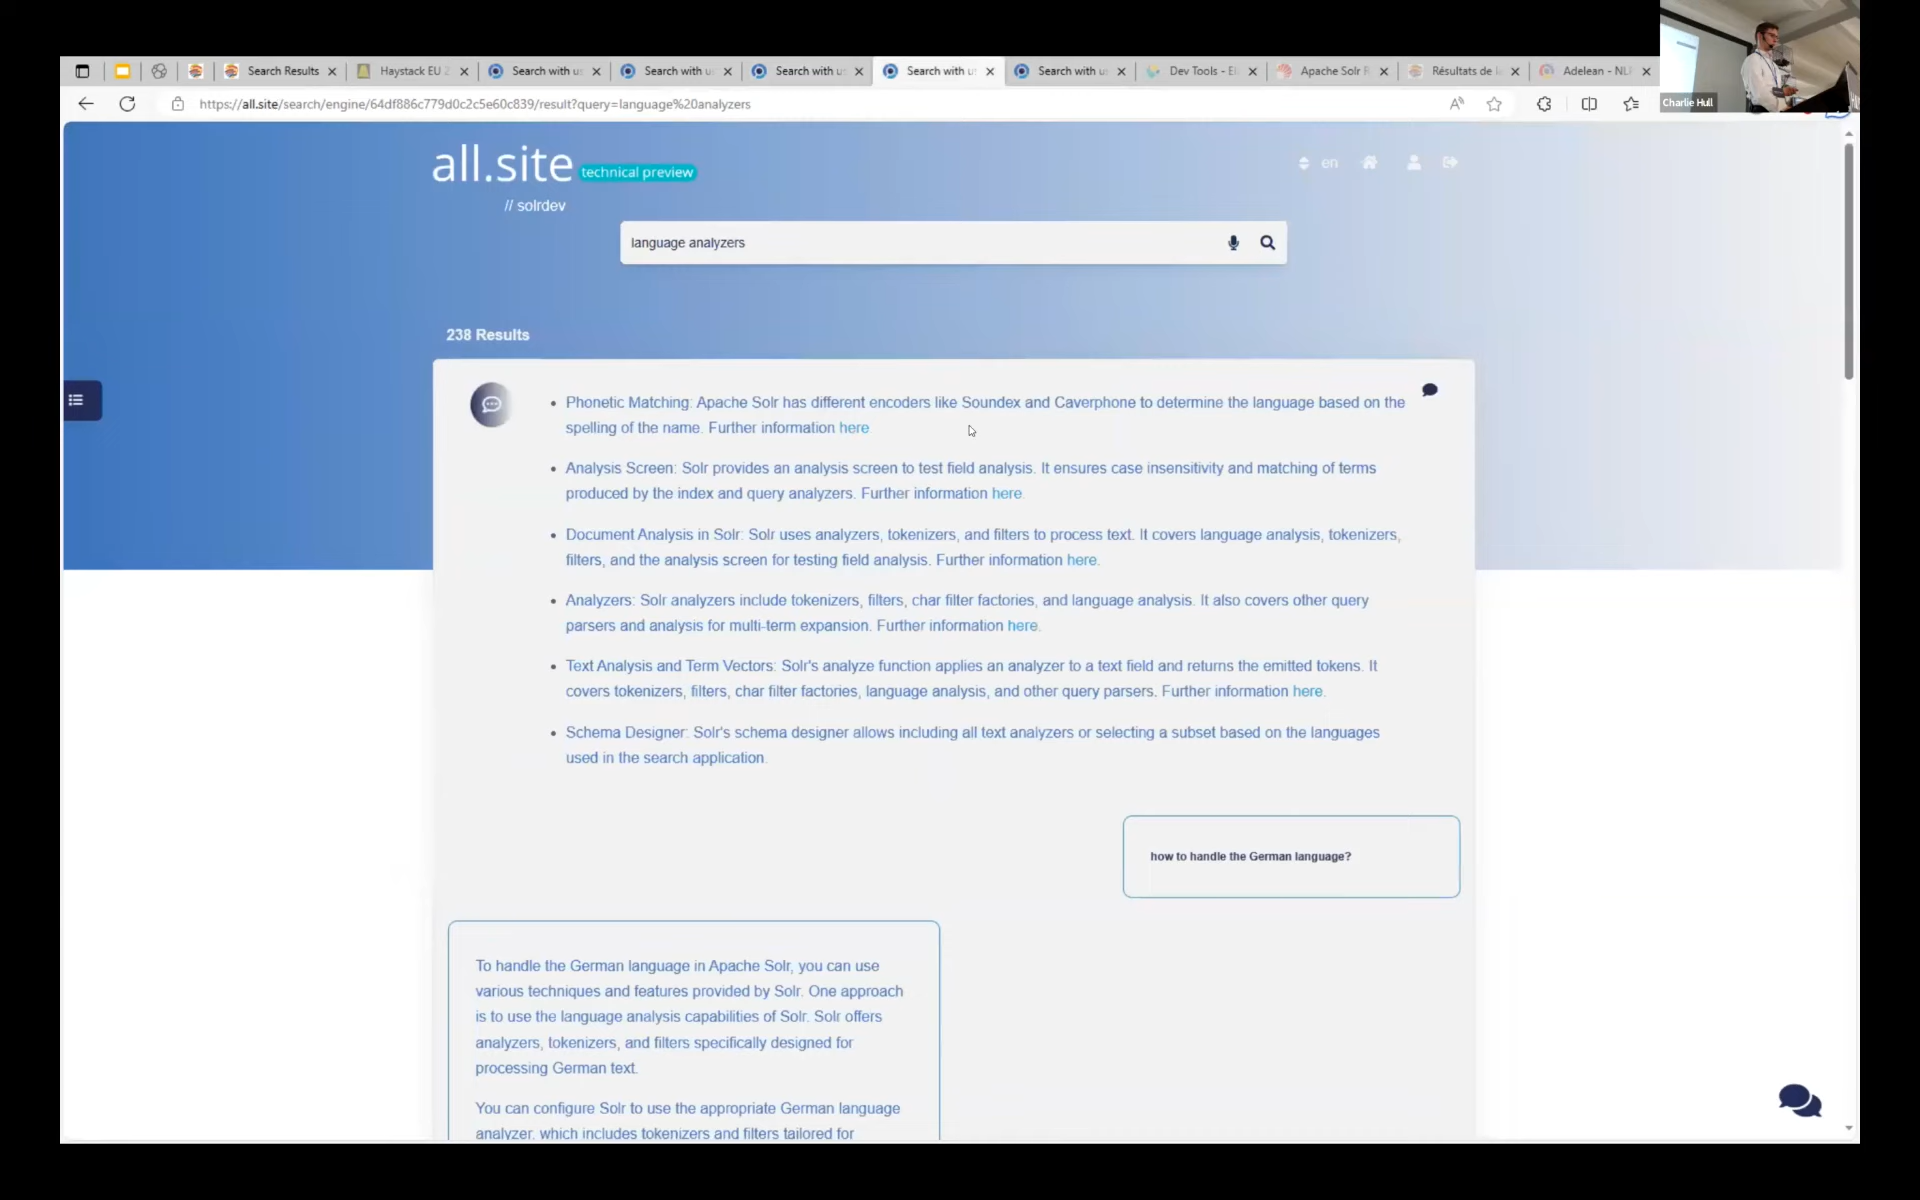 Search Results
Haystack EU 2
Search with u
Search with u
Search with u
Search with u
Search with u
Dev Tools - El
Apache Solr R
Résultats de l
Adelean - NLP
https://all.site/search/engine/64df886c779d0c2c5e60c839/result?query=language%20analyzers
Charlie Hull
all.site technical preview
en
// solrdev
language analyzers
238 Results
Phonetic Matching: Apache Solr has different encoders like Soundex and Caverphone to determine the language based on the
spelling of the name. Further information here
Analysis Screen: Solr provides an analysis screen to test field analysis. It ensures case insensitivity and matching of terms
produced by the index and query analyzers. Further information here.
Document Analysis in Solr: Solr uses analyzers, tokenizers, and filters to process text. It covers language analysis, tokenizers,
filters, and the analysis screen for testing field analysis. Further information here.
Analyzers: Solr analyzers include tokenizers, filters, char filter factories, and language analysis. It also covers other query
parsers and analysis for multi-term expansion. Further information here.
Text Analysis and Term Vectors: Solr's analyze function applies an analyzer to a text field and returns the emitted tokens. It
covers tokenizers, filters, char filter factories, language analysis, and other query parsers. Further information here.
Schema Designer: Solr's schema designer allows including all text analyzers or selecting a subset based on the languages
used in the search application.
how to handle the German language?
To handle the German language in Apache Solr, you can use
various techniques and features provided by Solr. One approach
is to use the language analysis capabilities of Solr. Solr offers
analyzers, tokenizers, and filters specifically designed for
processing German text.
You can configure Solr to use the appropriate German language
analyzer, which includes tokenizers and filters tailored for